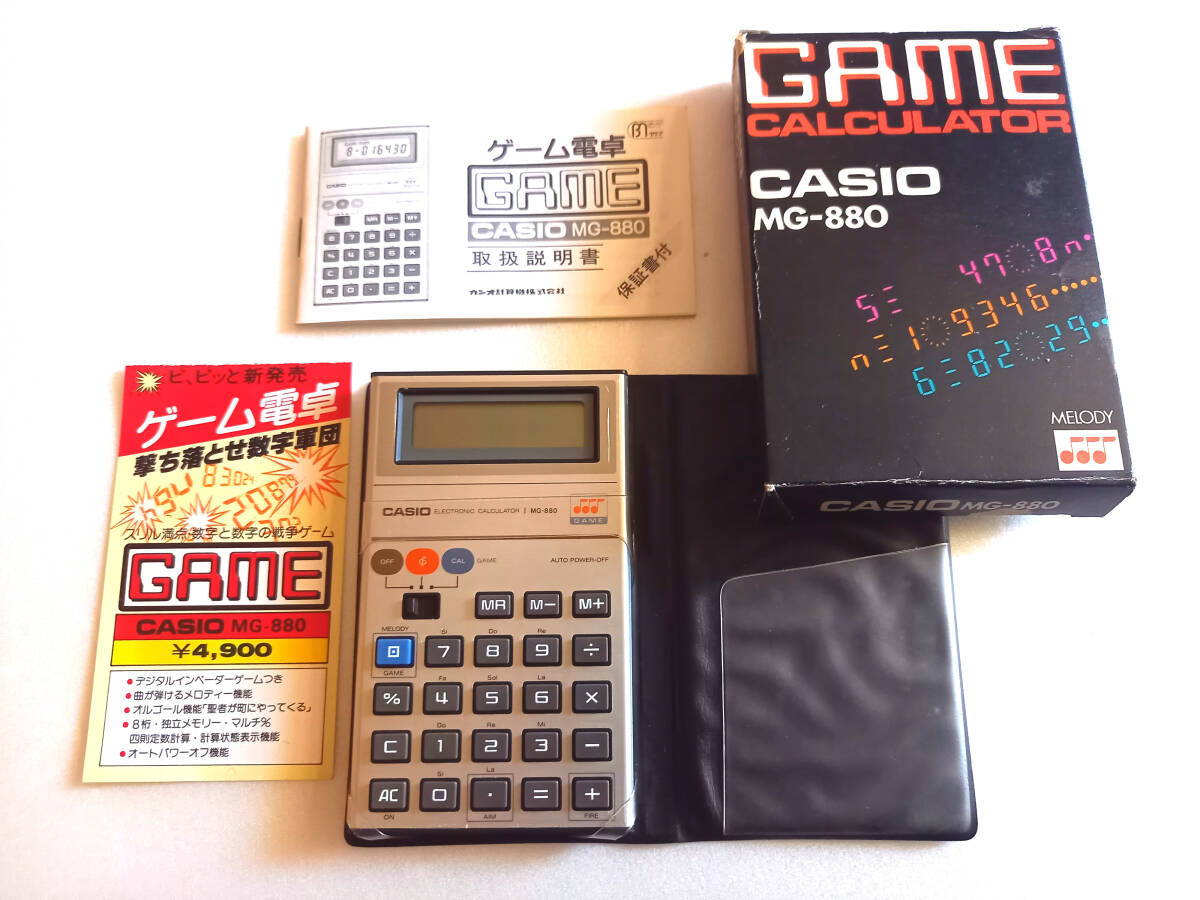 GAME
CALCULATOR
CASIO
MG-880
47 8n
5
n 1 9346
6 82 29
MELODY
CASIO MG-880
8-016430
ゲーム電卓
GAME
CASIO MG-880
取扱説明書
保証書付
カシオ計算機株式会社
ピ、ピッと新発売
ゲーム電卓
撃ち落とせ数字軍団
スリル満点数字と数字の戦争ゲーム
GAME
CASIO MG-880
¥4,900
●デジタルインベーダーゲームつき
●曲が弾けるメロディー機能
●オルゴール機能「聖者が町にやってくる」
●8桁・独立メモリー・マルチ%
四則定数計算・計算状態表示機能
●オートパワーオフ機能
CASIO ELECTRONIC CALCULATOR | MG-880
GAME
OFF CAL GAME AUTO POWER-OFF
MR M- M+
MELODY Si Do Re
7 8 9 ÷
GAME Fa Sol La
% 4 5 6 ×
Do Re Mi
C 1 2 3 −
Si La
AC 0 . = +
ON AIM FIRE